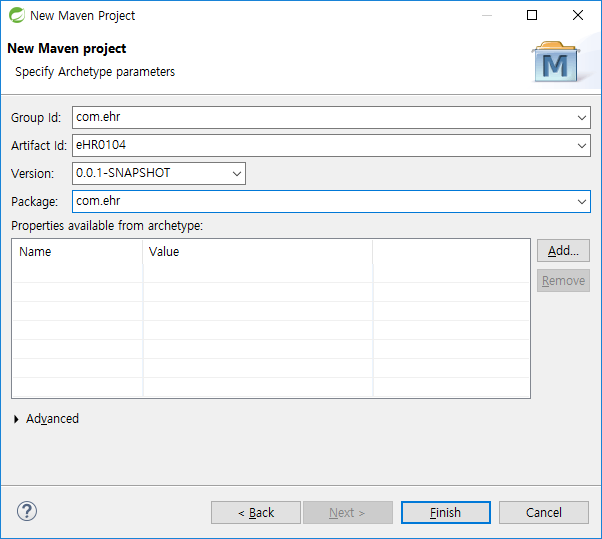 New Maven Project
New Maven project
Specify Archetype parameters
M
Group Id: com.ehr
Artifact Id: eHR0104
Version: 0.0.1-SNAPSHOT
Package: com.ehr
Properties available from archetype:
Name Value
Add...
Remove
Advanced
? < Back Next > Finish Cancel